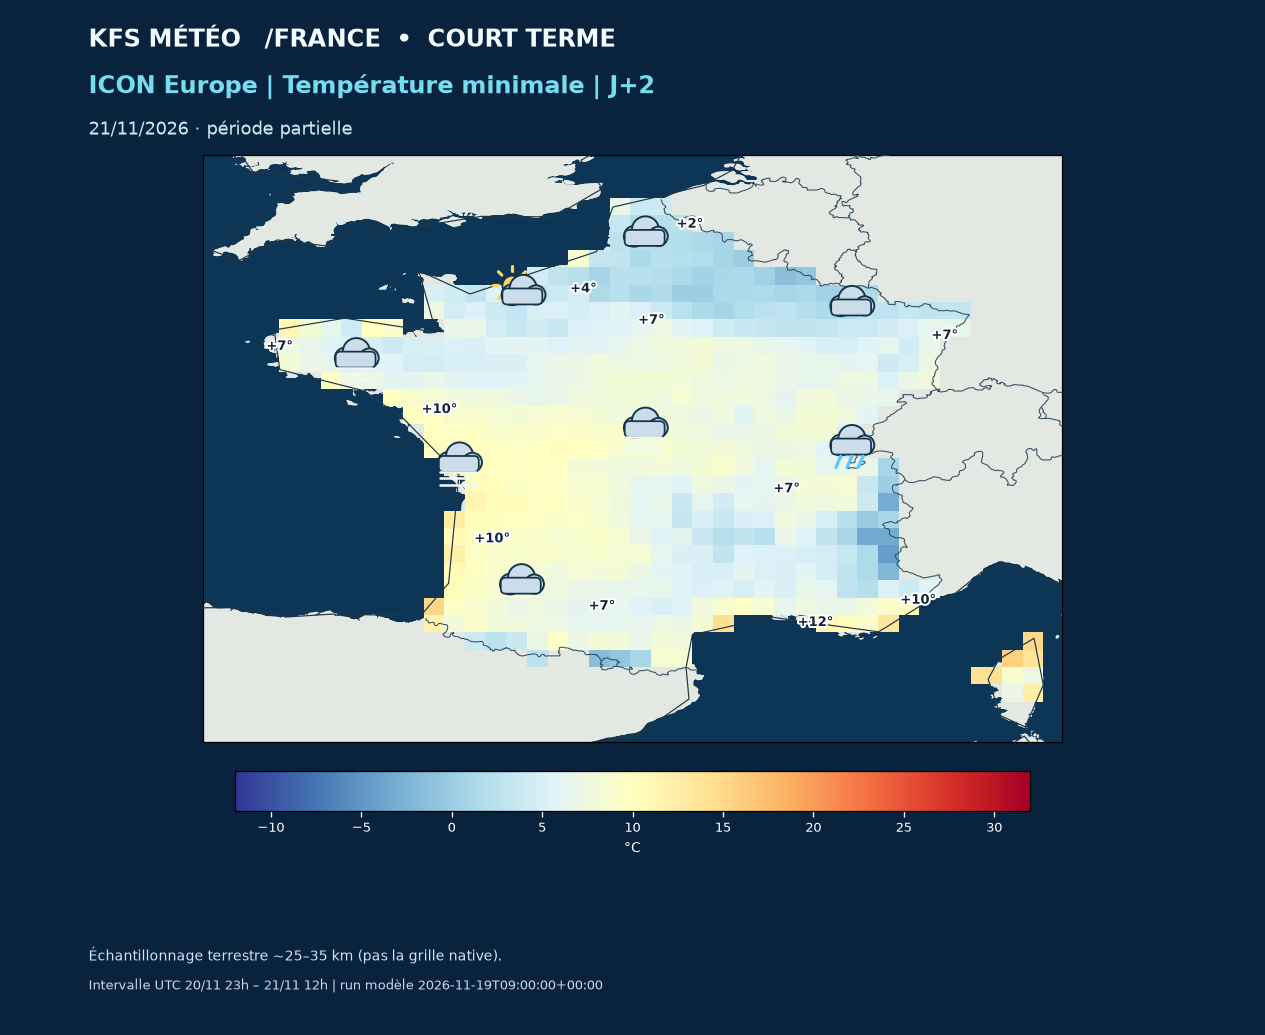 KFS MÉTÉO /FRANCE • COURT TERME
ICON Europe | Température minimale | J+2
21/11/2026 · période partielle
+2°
+4°
+7°
+7°
+7°
+10°
+7°
+10°
+7°
+10°
+12°
−10 −5 0 5 10 15 20 25 30
°C
Échantillonnage terrestre ~25–35 km (pas la grille native).
Intervalle UTC 20/11 23h – 21/11 12h | run modèle 2026-11-19T09:00:00+00:00